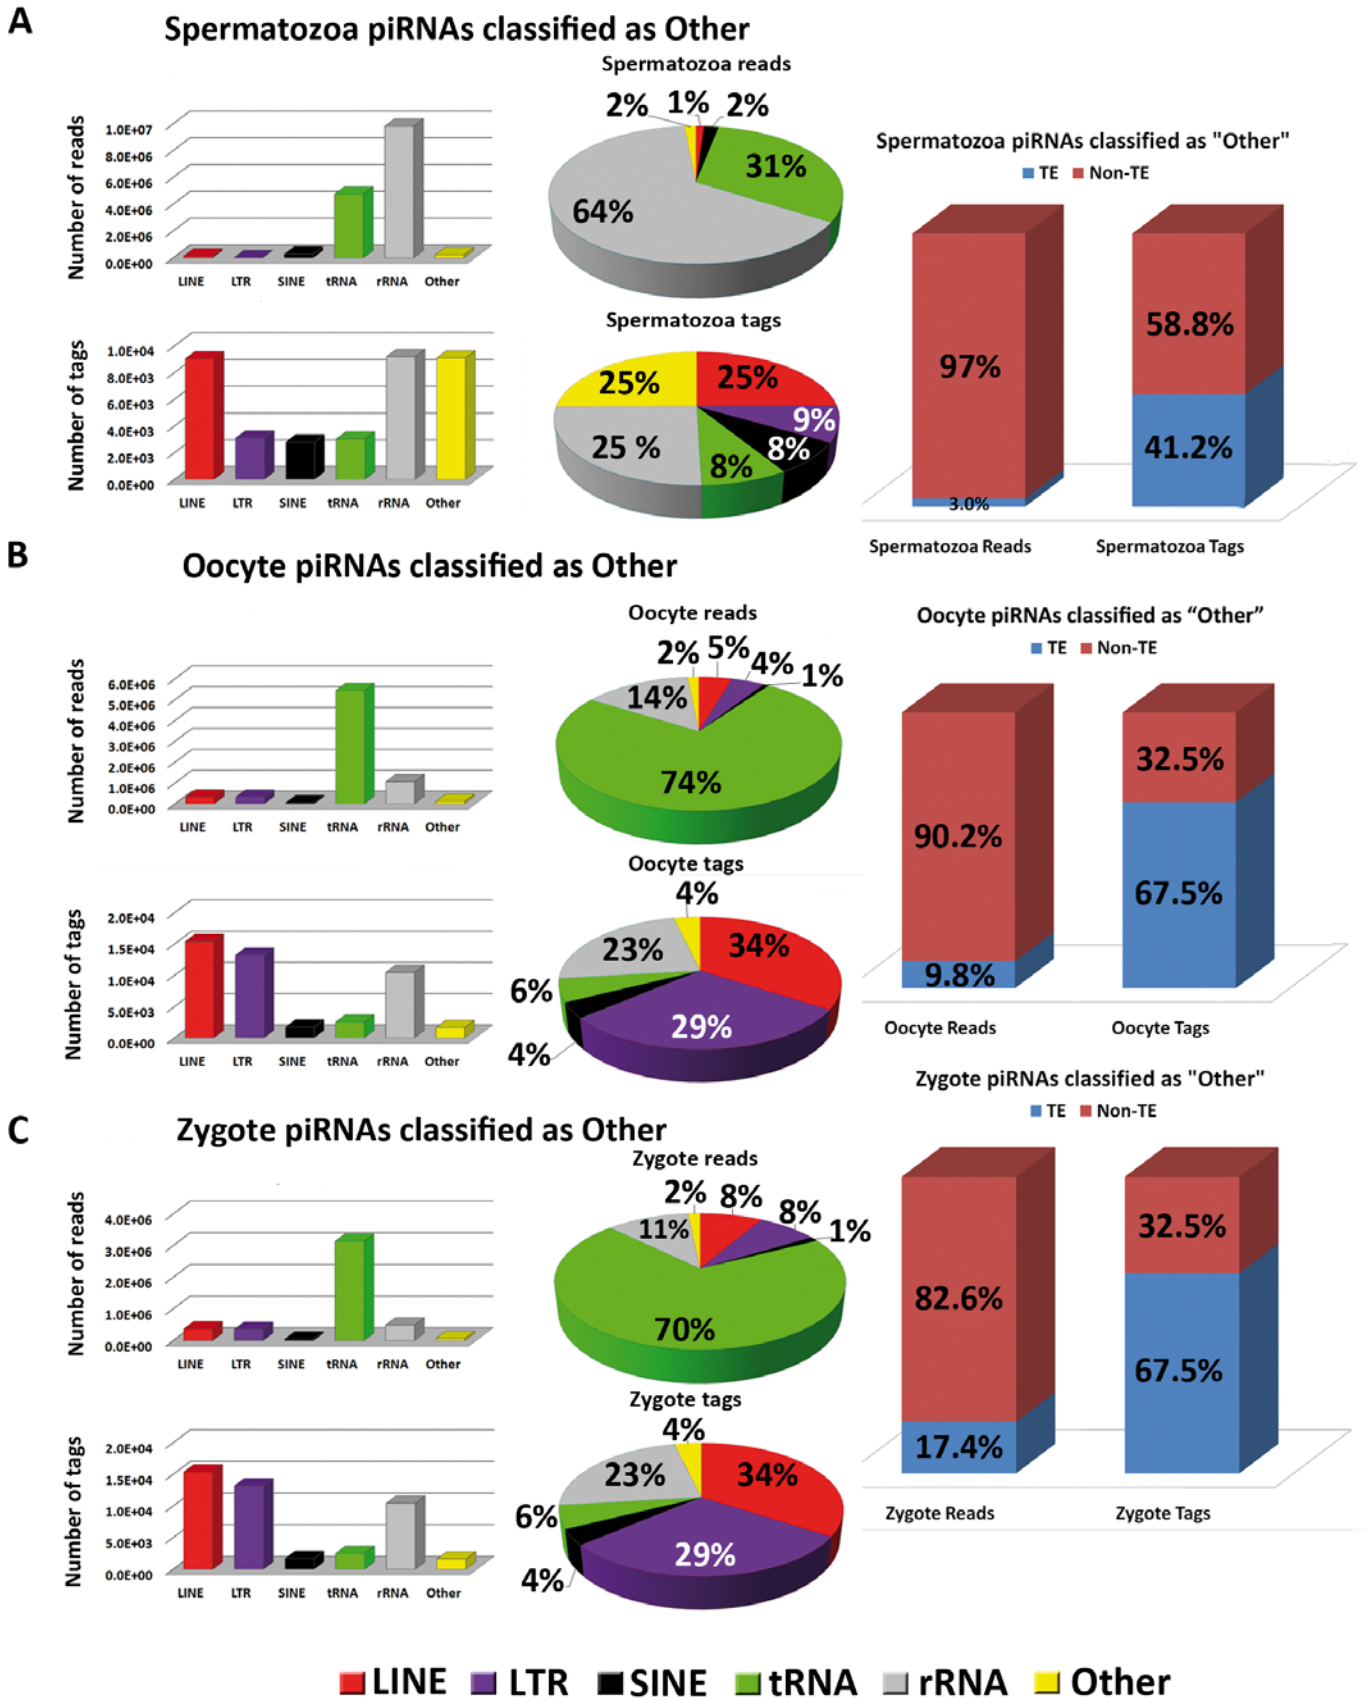 A
Spermatozoa piRNAs classified as Other
Spermatozoa reads
Number of reads
1.0E+07
8.0E+06
6.0E+06
4.0E+06
2.0E+06
0.0E+00
LINE LTR SINE tRNA rRNA Other
2% 1% 2%
31%
64%
Number of tags
1.0E+04
8.0E+03
6.0E+03
4.0E+03
2.0E+03
0.0E+00
LINE LTR SINE tRNA rRNA Other
Spermatozoa tags
25% 25%
9%
8%
8%
25 %
Spermatozoa piRNAs classified as "Other"
TE Non-TE
97%
3.0%
58.8%
41.2%
Spermatozoa Reads Spermatozoa Tags
B
Oocyte piRNAs classified as Other
Number of reads
6.0E+06
5.0E+06
4.0E+06
3.0E+06
2.0E+06
1.0E+06
0.0E+00
LINE LTR SINE tRNA rRNA Other
Oocyte reads
2% 5% 4% 1%
14%
74%
Number of tags
2.0E+04
1.5E+04
1.0E+04
5.0E+03
0.0E+00
LINE LTR SINE tRNA rRNA Other
Oocyte tags
4%
23% 34%
6%
29%
4%
Oocyte piRNAs classified as “Other”
TE Non-TE
90.2%
9.8%
32.5%
67.5%
Oocyte Reads Oocyte Tags
C
Zygote piRNAs classified as Other
Number of reads
4.0E+06
3.0E+06
2.0E+06
1.0E+06
0.0E+00
LINE LTR SINE tRNA rRNA Other
Zygote reads
2% 8% 8% 1%
11%
70%
Number of tags
2.0E+04
1.5E+04
1.0E+04
5.0E+03
0.0E+00
LINE LTR SINE tRNA rRNA Other
Zygote tags
4%
23% 34%
6%
29%
4%
Zygote piRNAs classified as "Other"
TE Non-TE
82.6%
17.4%
32.5%
67.5%
Zygote Reads Zygote Tags
LINE LTR SINE tRNA rRNA Other